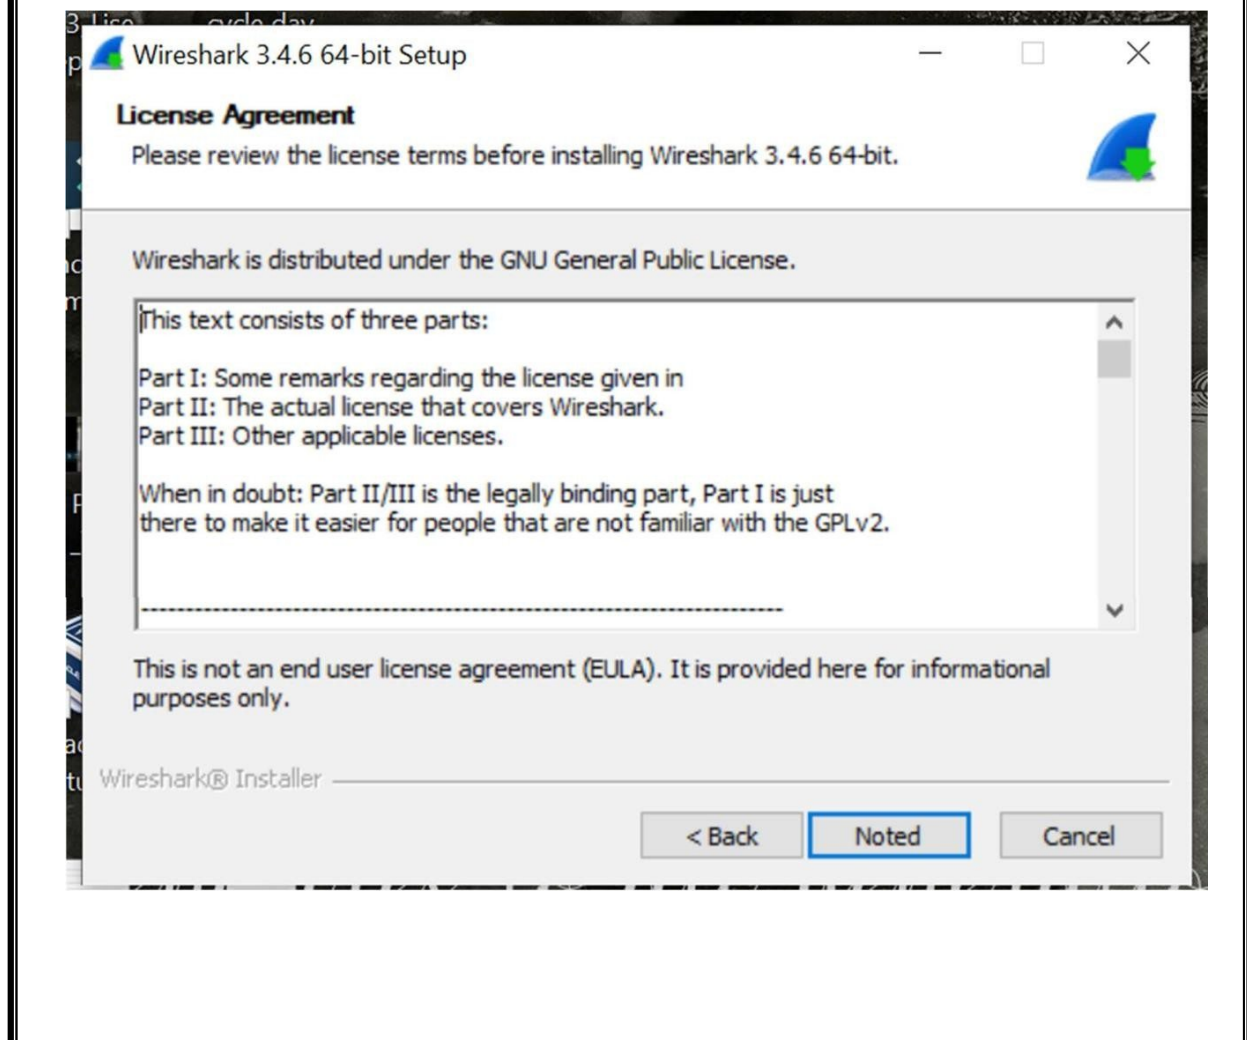 Wireshark 3.4.6 64-bit Setup
License Agreement
Please review the license terms before installing Wireshark 3.4.6 64-bit.
Wireshark is distributed under the GNU General Public License.
This text consists of three parts:
Part I: Some remarks regarding the license given in
Part II: The actual license that covers Wireshark.
Part III: Other applicable licenses.
When in doubt: Part II/III is the legally binding part, Part I is just
there to make it easier for people that are not familiar with the GPLv2.
-----------------------------------------------------------------------
This is not an end user license agreement (EULA). It is provided here for informational
purposes only.
Wireshark® Installer
< Back Noted Cancel